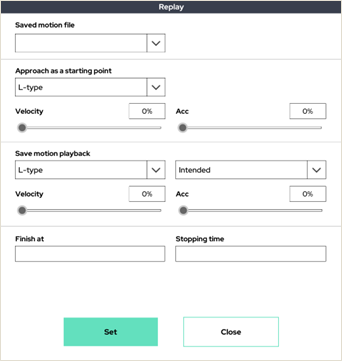 Replay
Saved motion file
Approach as a starting point
L-type
Velocity 0% Acc 0%
Save motion playback
L-type Intended
Velocity 0% Acc 0%
Finish at Stopping time
Set Close